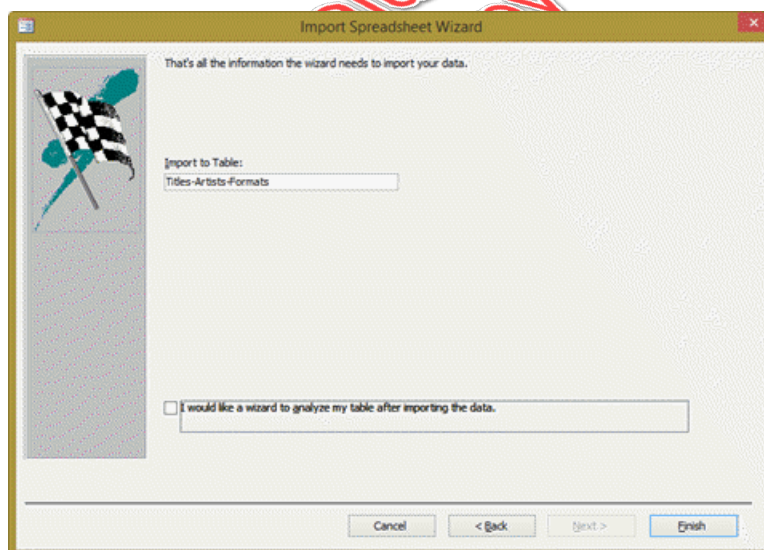 Import Spreadsheet Wizard
That's all the information the wizard needs to import your data.
Import to Table:
Titles-Artists-Formats
I would like a wizard to analyze my table after importing the data.
Cancel
< Back
Next >
Finish